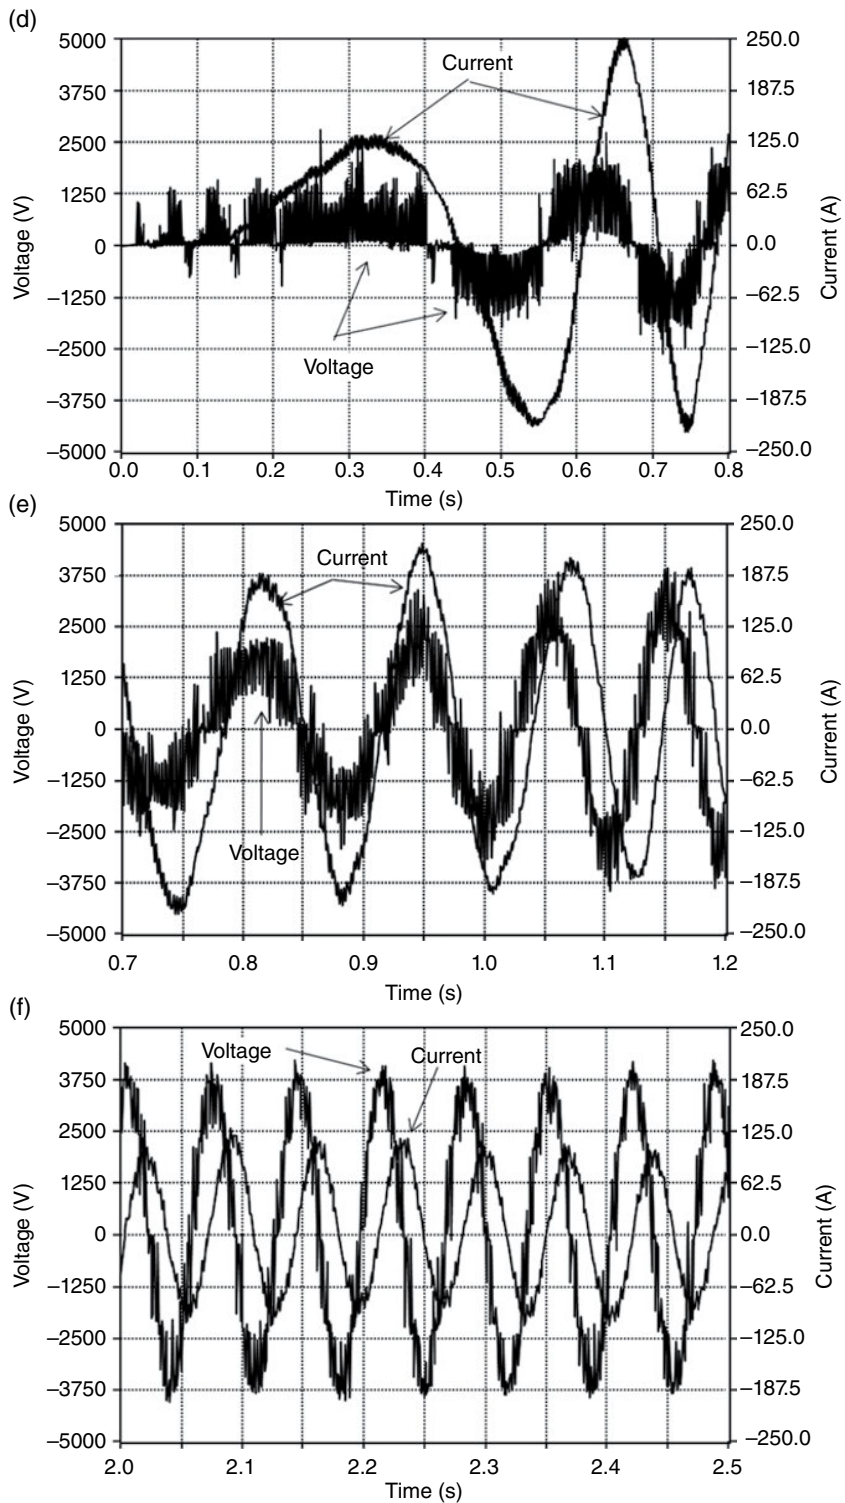 (d)
5000 250.0
3750 187.5
2500 125.0
1250 62.5
0 0.0
–1250 –62.5
–2500 –125.0
–3750 –187.5
–5000 –250.0
Voltage (V)
Current (A)
Current
Voltage
0.0 0.1 0.2 0.3 0.4 0.5 0.6 0.7 0.8
Time (s)
(e)
5000 250.0
3750 187.5
2500 125.0
1250 62.5
0 0.0
–1250 –62.5
–2500 –125.0
–3750 –187.5
–5000 –250.0
Voltage (V)
Current (A)
Current
Voltage
0.7 0.8 0.9 1.0 1.1 1.2
Time (s)
(f)
5000 250.0
3750 187.5
2500 125.0
1250 62.5
0 0.0
–1250 –62.5
–2500 –125.0
–3750 –187.5
–5000 –250.0
Voltage (V)
Current (A)
Voltage
Current
2.0 2.1 2.2 2.3 2.4 2.5
Time (s)